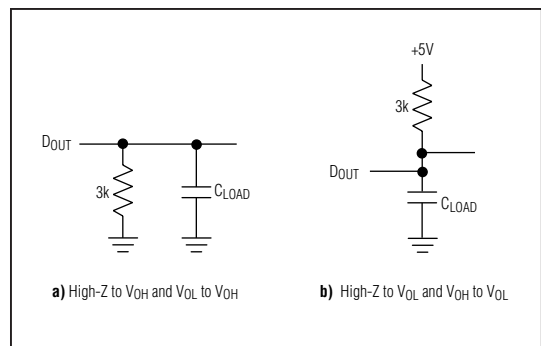 DOUT
3k
CLOAD
a) High-Z to VOH and VOL to VOH
+5V
3k
DOUT
CLOAD
b) High-Z to VOL and VOH to VOL